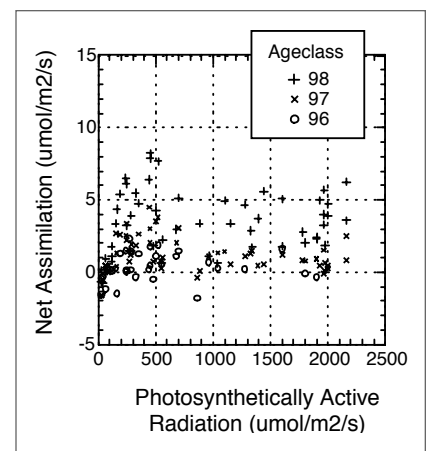 15
Ageclass
98
97
96
10
5
0
-5
0 500 1000 1500 2000 2500
Net Assimilation (umol/m2/s)
Photosynthetically Active
Radiation (umol/m2/s)